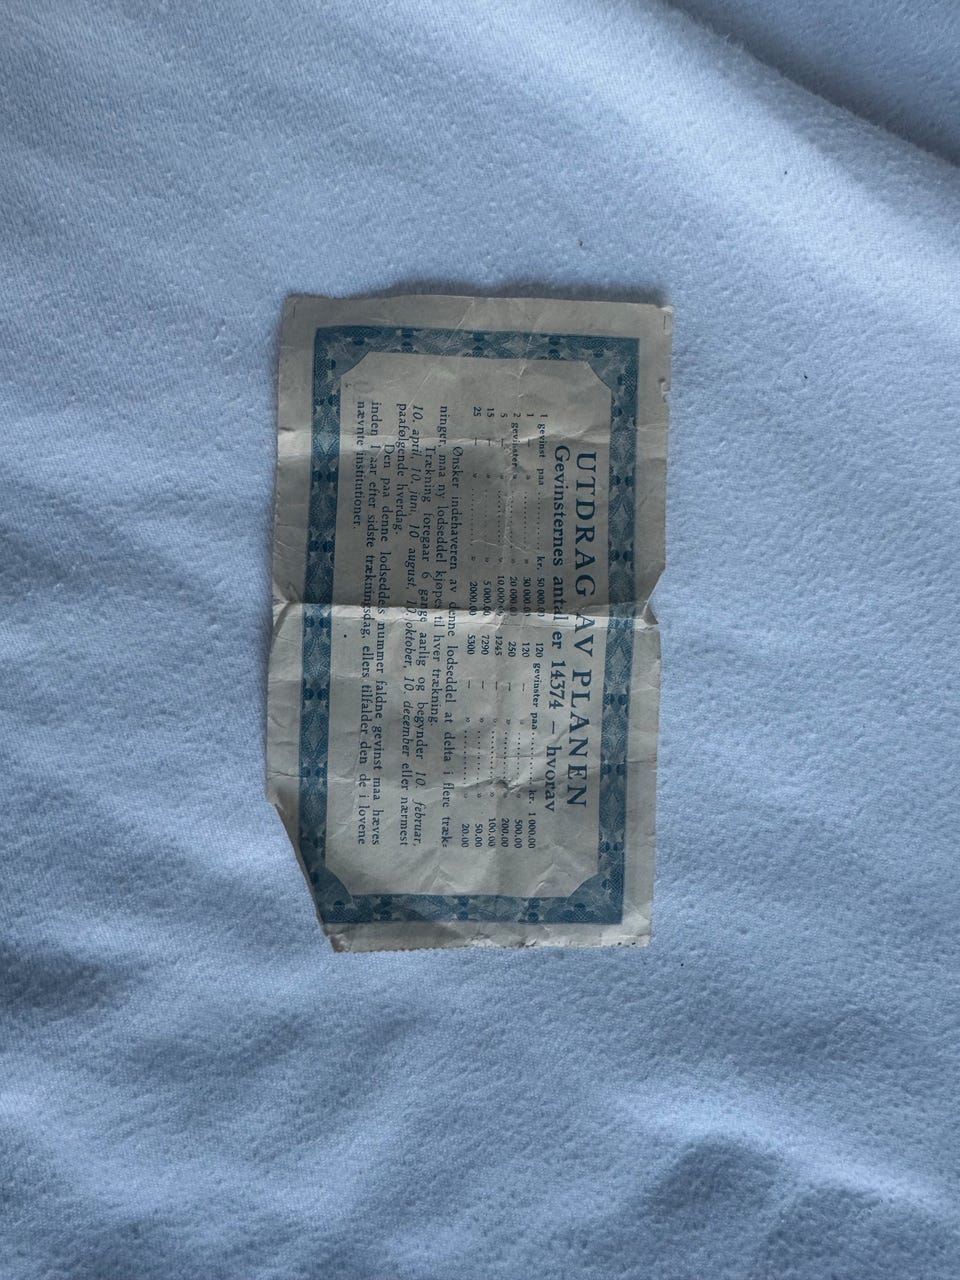 UTDRAG AV PLANEN
Gevinsternes antal er 14374 — hvorav
1 gevinst paa .......... kr. 50 000.00
1 — » .......... » 30 000.00
2 gevinster » .......... » 20 000.00
5 — » .......... » 10 000.00
15 — » .......... » 5 000.00
25 — » .......... » 2000.00
120 gevinster paa ........ kr. 1 000.00
120 — » .......... » 500.00
250 — » .......... » 200.00
1245 — » .......... » 100.00
7290 — » .......... » 50.00
5300 — » .......... » 20.00
Ønsker indehaveren av denne lodseddel at delta i flere træk-
ninger, maa ny lodseddel kjøpes til hver trækning.
Trækning foregaar 6 gange aarlig og begynder 10. februar,
10. april, 10. juni, 10 august, 10. oktober, 10. december eller nærmest
paafølgende hverdag.
Den paa denne lodseddels nummer faldne gevinst maa hæves
inden 1 aar efter sidste trækningsdag, ellers tilfalder den de i lovene
nævnte institutioner.